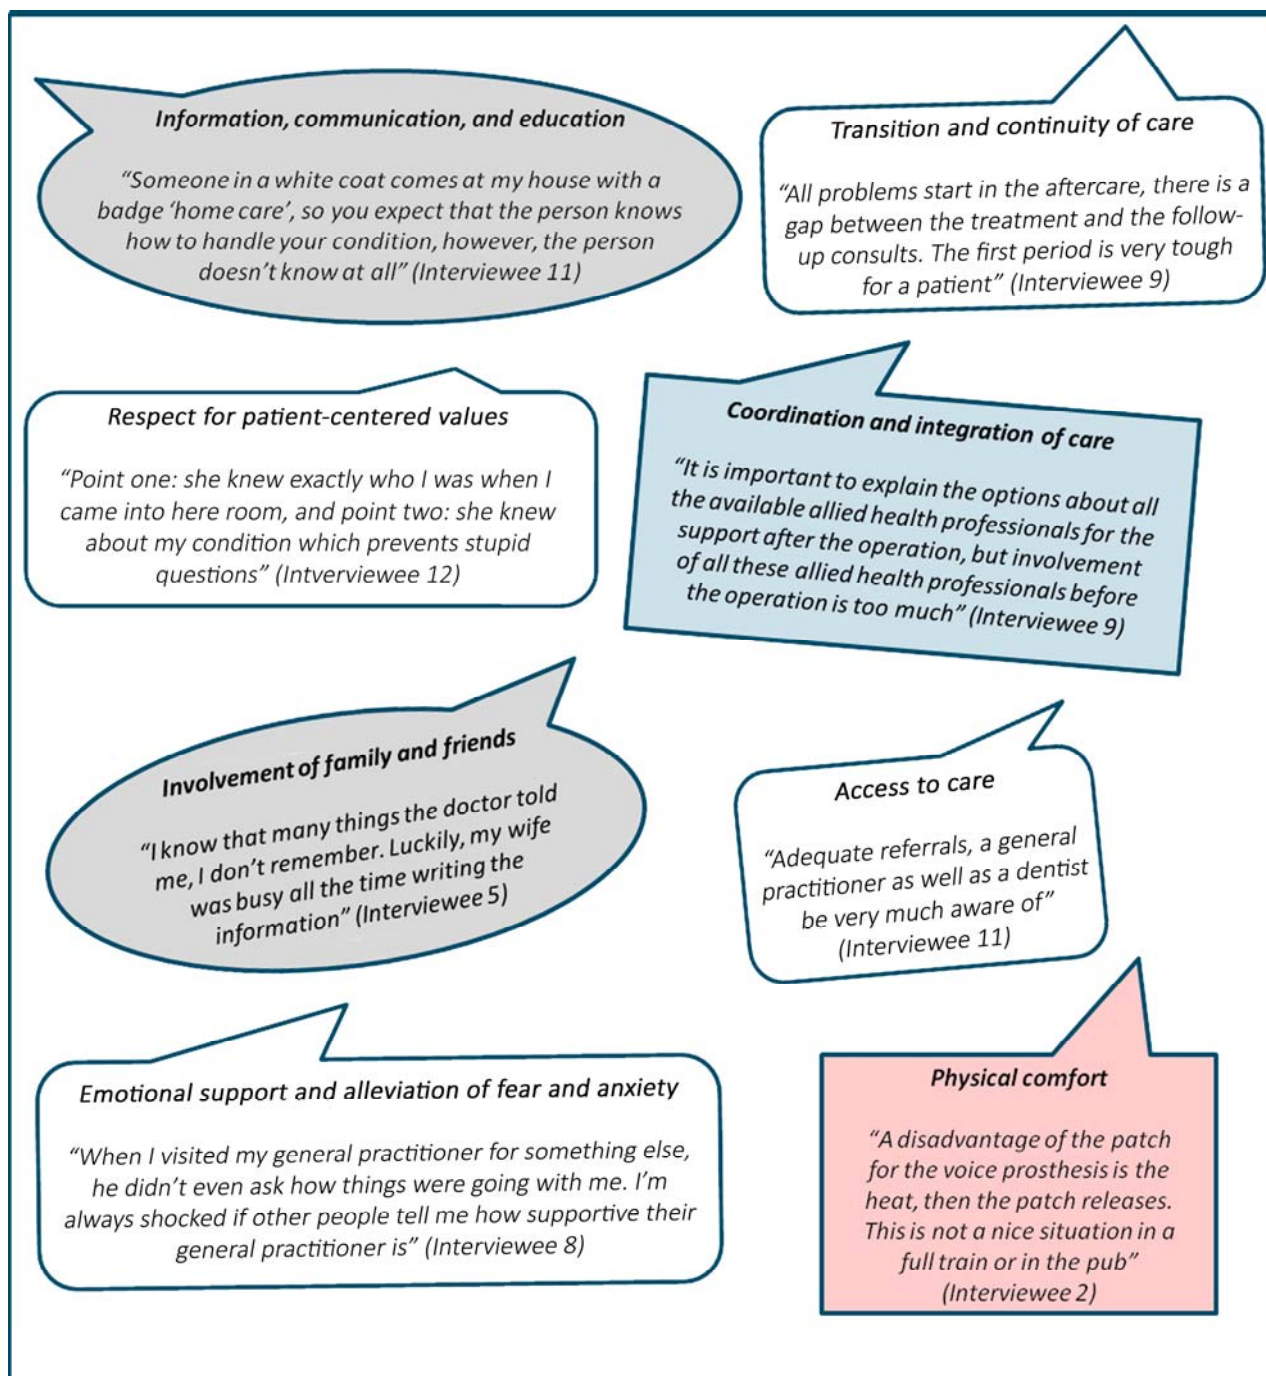 Information, communication, and education
“Someone in a white coat comes at my house with a
badge ‘home care’, so you expect that the person knows
how to handle your condition, however, the person
doesn’t know at all” (Interviewee 11)
Transition and continuity of care
“All problems start in the aftercare, there is a
gap between the treatment and the follow-
up consults. The first period is very tough
for a patient” (Interviewee 9)
Respect for patient-centered values
“Point one: she knew exactly who I was when I
came into here room, and point two: she knew
about my condition which prevents stupid
questions” (Intverviewee 12)
Coordination and integration of care
“It is important to explain the options about all
the available allied health professionals for the
support after the operation, but involvement
of all these allied health professionals before
the operation is too much” (Interviewee 9)
Involvement of family and friends
“I know that many things the doctor told
me, I don’t remember. Luckily, my wife
was busy all the time writing the
information” (Interviewee 5)
Access to care
“Adequate referrals, a general
practitioner as well as a dentist
be very much aware of”
(Interviewee 11)
Emotional support and alleviation of fear and anxiety
“When I visited my general practitioner for something else,
he didn’t even ask how things were going with me. I’m
always shocked if other people tell me how supportive their
general practitioner is” (Interviewee 8)
Physical comfort
“A disadvantage of the patch
for the voice prosthesis is the
heat, then the patch releases.
This is not a nice situation in a
full train or in the pub”
(Interviewee 2)